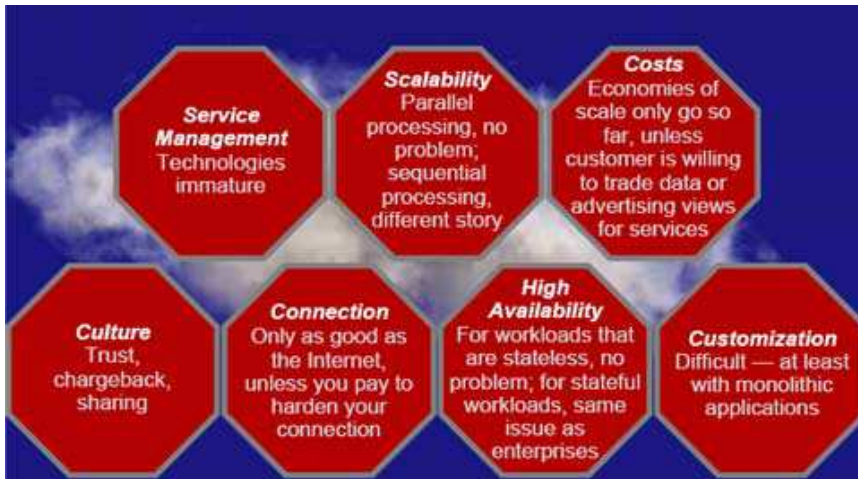 Service
Management
Technologies
immature
Scalability
Parallel
processing, no
problem;
sequential
processing,
different story
Costs
Economies of
scale only go so
far, unless
customer is willing
to trade data or
advertising views
for services
Culture
Trust,
chargeback,
sharing
Connection
Only as good as
the Internet,
unless you pay to
harden your
connection
High
Availability
For workloads that
are stateless, no
problem; for stateful
workloads, same
issue as
enterprises
Customization
Difficult — at least
with monolithic
applications